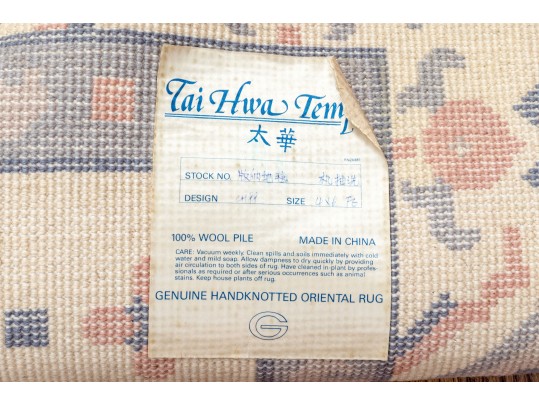 Tai Hwa Temp
太華
STOCK NO.
DESIGN SIZE
100% WOOL PILE MADE IN CHINA
CARE: Vacuum weekly. Clean spills and soils immediately with cold
water and mild soap. Allow dampness to dry quickly by providing
air circulation to both sides of rug. Have cleaned in plant by profes-
sionals as required or after serious occurrences such as animal
stains. Keep house plants off rug.
GENUINE HANDKNOTTED ORIENTAL RUG
G